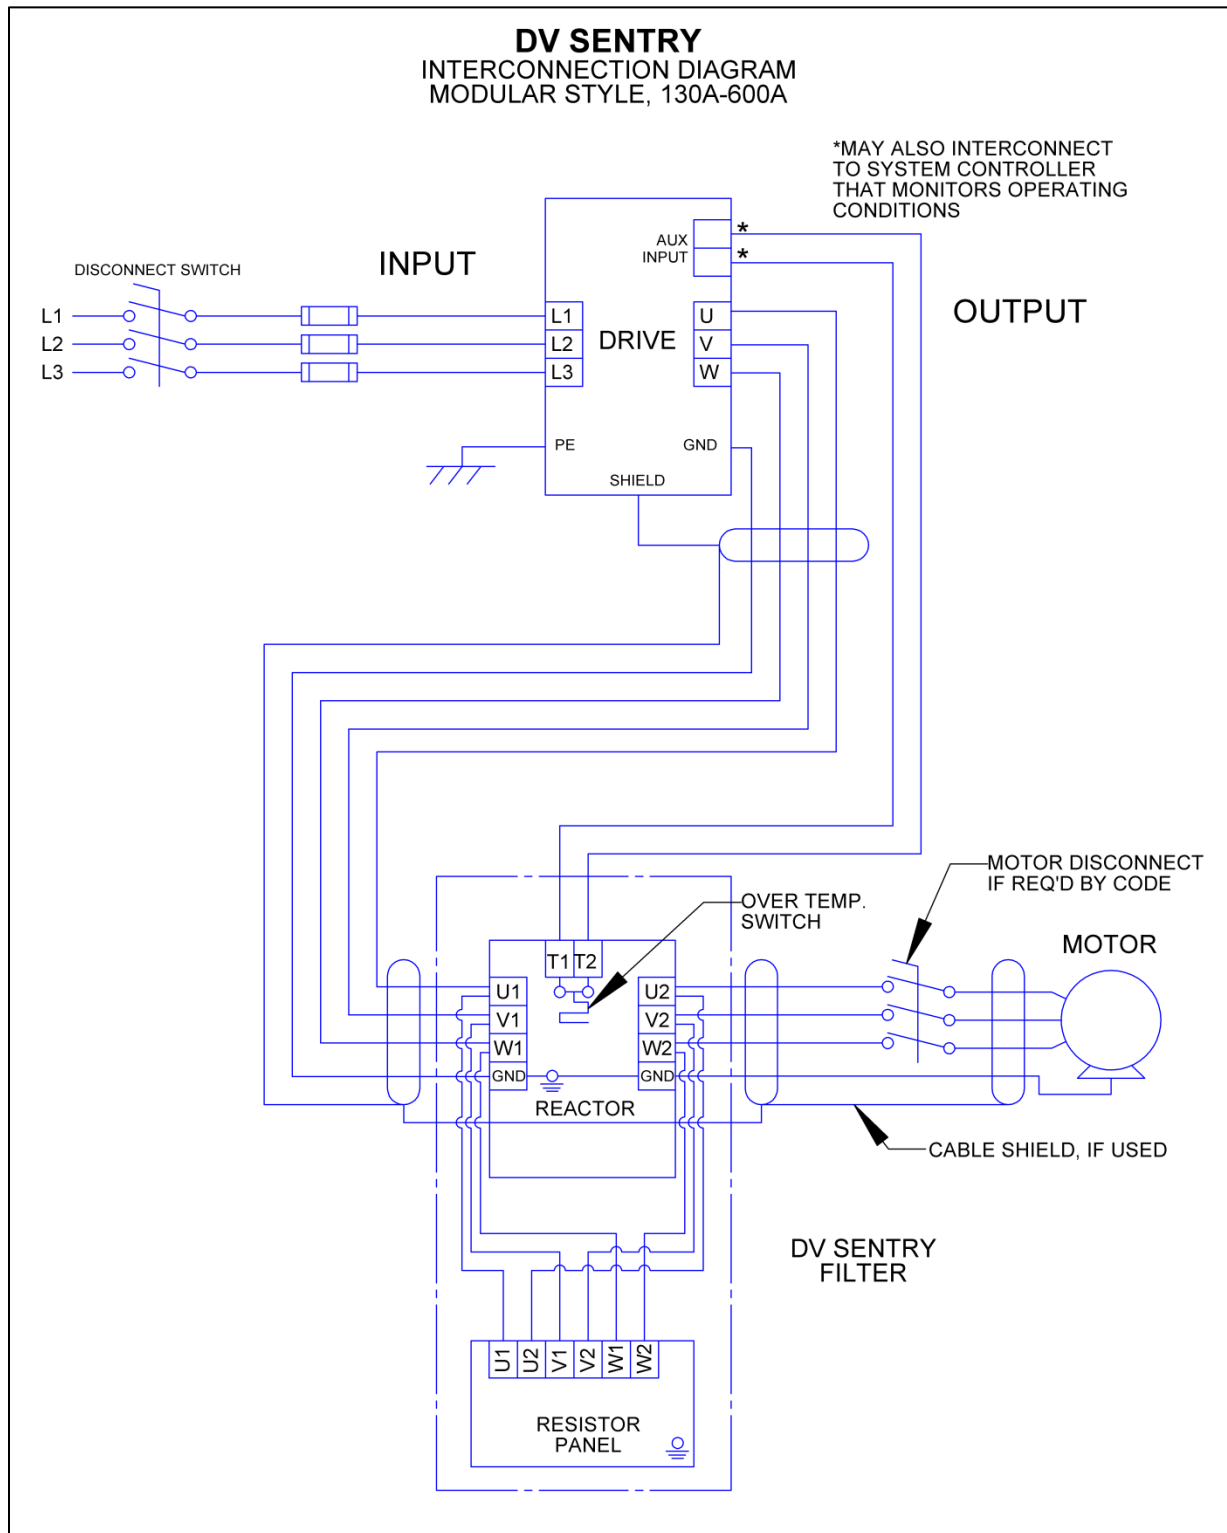 DV SENTRY
INTERCONNECTION DIAGRAM
MODULAR STYLE, 130A-600A
*MAY ALSO INTERCONNECT
TO SYSTEM CONTROLLER
THAT MONITORS OPERATING
CONDITIONS
AUX
INPUT
*
*
INPUT
DISCONNECT SWITCH
OUTPUT
L1
L2
L3
L1
L2
L3
DRIVE
U
V
W
PE
GND
SHIELD
MOTOR DISCONNECT
IF REQ'D BY CODE
OVER TEMP.
SWITCH
MOTOR
T1
T2
U1
V1
W1
GND
U2
V2
W2
GND
REACTOR
CABLE SHIELD, IF USED
DV SENTRY
FILTER
U1
U2
V1
V2
W1
W2
RESISTOR
PANEL